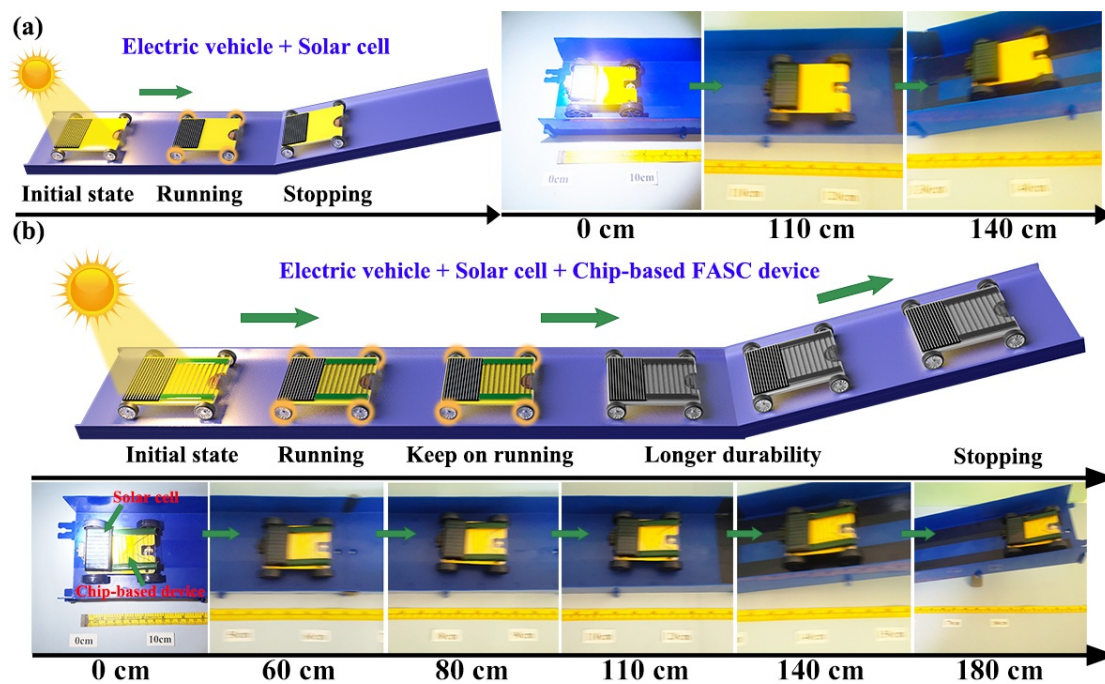 (a)
Electric vehicle + Solar cell
Initial state Running Stopping
0cm 10cm
0 cm 110 cm 140 cm
(b)
Electric vehicle + Solar cell + Chip-based FASC device
Initial state Running Keep on running Longer durability Stopping
Solar cell
Chip-based device
0cm 10cm
0 cm 60 cm 80 cm 110 cm 140 cm 180 cm